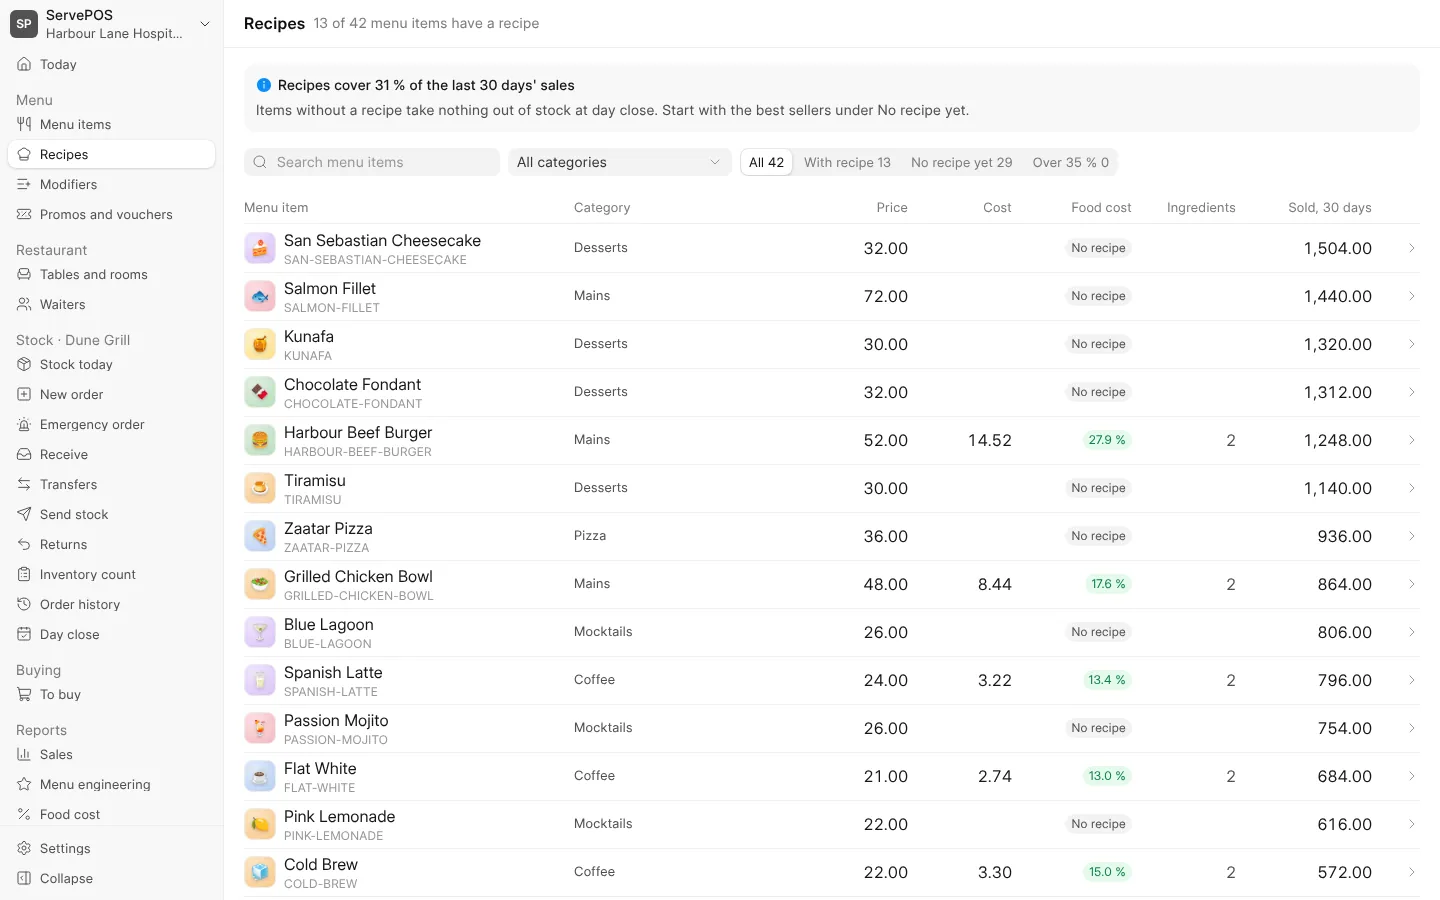 SP
ServePOS
Harbour Lane Hospit...
Today
Menu
Menu items
Recipes
Modifiers
Promos and vouchers
Restaurant
Tables and rooms
Waiters
Stock · Dune Grill
Stock today
New order
Emergency order
Receive
Transfers
Send stock
Returns
Inventory count
Order history
Day close
Buying
To buy
Reports
Sales
Menu engineering
Food cost
Settings
Collapse
Recipes 13 of 42 menu items have a recipe
Recipes cover 31 % of the last 30 days' sales
Items without a recipe take nothing out of stock at day close. Start with the best sellers under No recipe yet.
Search menu items All categories All 42 With recipe 13 No recipe yet 29 Over 35 % 0
Menu item Category Price Cost Food cost Ingredients Sold, 30 days
San Sebastian Cheesecake Desserts 32.00 No recipe 1,504.00
SAN-SEBASTIAN-CHEESECAKE
Salmon Fillet Mains 72.00 No recipe 1,440.00
SALMON-FILLET
Kunafa Desserts 30.00 No recipe 1,320.00
KUNAFA
Chocolate Fondant Desserts 32.00 No recipe 1,312.00
CHOCOLATE-FONDANT
Harbour Beef Burger Mains 52.00 14.52 27.9 % 2 1,248.00
HARBOUR-BEEF-BURGER
Tiramisu Desserts 30.00 No recipe 1,140.00
TIRAMISU
Zaatar Pizza Pizza 36.00 No recipe 936.00
ZAATAR-PIZZA
Grilled Chicken Bowl Mains 48.00 8.44 17.6 % 2 864.00
GRILLED-CHICKEN-BOWL
Blue Lagoon Mocktails 26.00 No recipe 806.00
BLUE-LAGOON
Spanish Latte Coffee 24.00 3.22 13.4 % 2 796.00
SPANISH-LATTE
Passion Mojito Mocktails 26.00 No recipe 754.00
PASSION-MOJITO
Flat White Coffee 21.00 2.74 13.0 % 2 684.00
FLAT-WHITE
Pink Lemonade Mocktails 22.00 No recipe 616.00
PINK-LEMONADE
Cold Brew Coffee 22.00 3.30 15.0 % 2 572.00
COLD-BREW